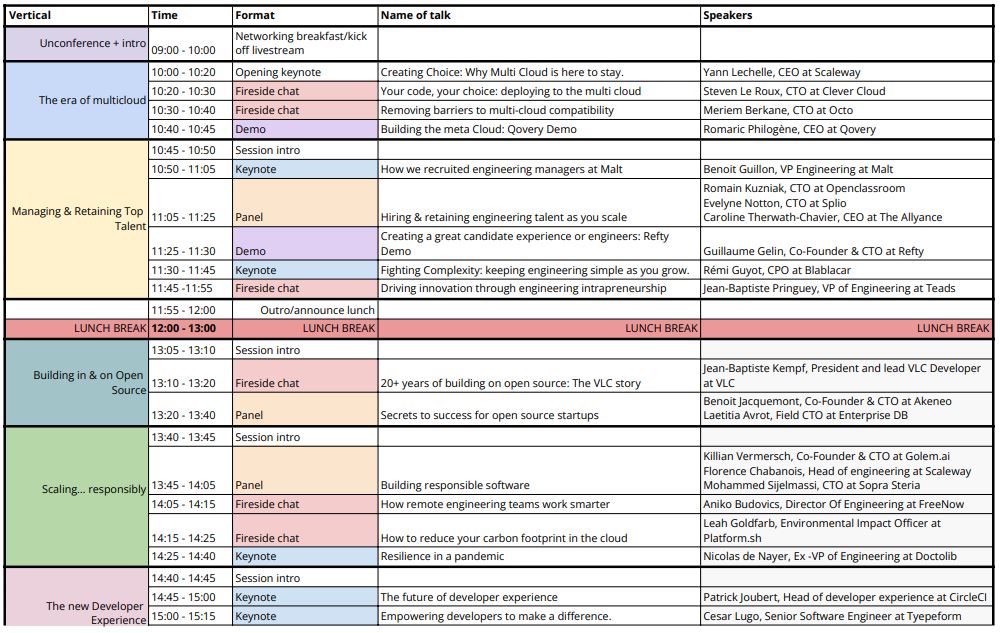 Vertical Time Format Name of talk Speakers
Unconference + intro 09:00 - 10:00 Networking breakfast/kick
off livestream
The era of multicloud
10:00 - 10:20 Opening keynote Creating Choice: Why Multi Cloud is here to stay. Yann Lechelle, CEO at Scaleway
10:20 - 10:30 Fireside chat Your code, your choice: deploying to the multi cloud Steven Le Roux, CTO at Clever Cloud
10:30 - 10:40 Fireside chat Removing barriers to multi-cloud compatibility Meriem Berkane, CTO at Octo
10:40 - 10:45 Demo Building the meta Cloud: Qovery Demo Romaric Philogène, CEO at Qovery
Managing & Retaining Top
Talent
10:45 - 10:50 Session intro
10:50 - 11:05 Keynote How we recruited engineering managers at Malt Benoit Guillon, VP Engineering at Malt
11:05 - 11:25 Panel Hiring & retaining engineering talent as you scale Romain Kuzniak, CTO at Openclassroom
Evelyne Notton, CTO at Splio
Caroline Therwath-Chavier, CEO at The Allyance
11:25 - 11:30 Demo Creating a great candidate experience or engineers: Refty
Demo Guillaume Gelin, Co-Founder & CTO at Refty
11:30 - 11:45 Keynote Fighting Complexity: keeping engineering simple as you grow. Rémi Guyot, CPO at Blablacar
11:45 -11:55 Fireside chat Driving innovation through engineering intrapreneurship Jean-Baptiste Pringuey, VP of Engineering at Teads
11:55 - 12:00 Outro/announce lunch
LUNCH BREAK 12:00 - 13:00 LUNCH BREAK LUNCH BREAK LUNCH BREAK
Building in & on Open
Source
13:05 - 13:10 Session intro
13:10 - 13:20 Fireside chat 20+ years of building on open source: The VLC story Jean-Baptiste Kempf, President and lead VLC Developer
at VLC
13:20 - 13:40 Panel Secrets to success for open source startups Benoit Jacquemont, Co-Founder & CTO at Akeneo
Laetitia Avrot, Field CTO at Enterprise DB
Scaling... responsibly
13:40 - 13:45 Session intro
13:45 - 14:05 Panel Building responsible software Killian Vermersch, Co-Founder & CTO at Golem.ai
Florence Chabanois, Head of engineering at Scaleway
Mohammed Sijelmassi, CTO at Sopra Steria
14:05 - 14:15 Fireside chat How remote engineering teams work smarter Aniko Budovics, Director Of Engineering at FreeNow
14:15 - 14:25 Fireside chat How to reduce your carbon footprint in the cloud Leah Goldfarb, Environmental Impact Officer at
Platform.sh
14:25 - 14:40 Keynote Resilience in a pandemic Nicolas de Nayer, Ex -VP of Engineering at Doctolib
The new Developer
Experience
14:40 - 14:45 Session intro
14:45 - 15:00 Keynote The future of developer experience Patrick Joubert, Head of developer experience at CircleCI
15:00 - 15:15 Keynote Empowering developers to make a difference. Cesar Lugo, Senior Software Engineer at Tyepeform